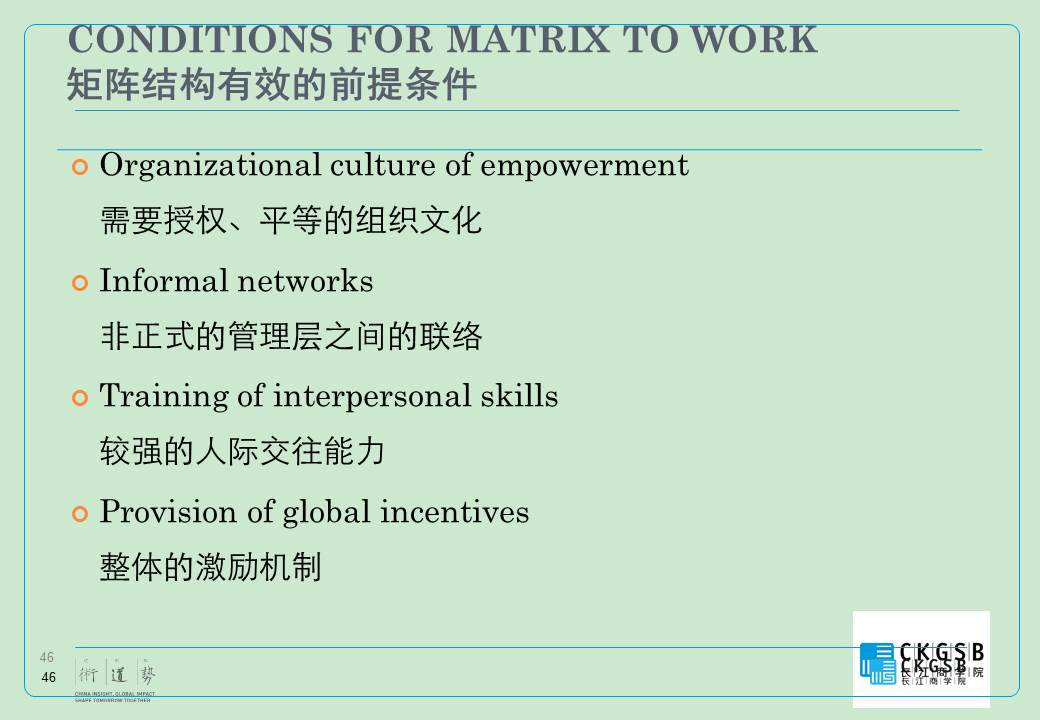 CONDITIONS FOR MATRIX TO WORK
矩阵结构有效的前提条件
Organizational culture of empowerment
需要授权、平等的组织文化
Informal networks
非正式的管理层之间的联络
Training of interpersonal skills
较强的人际交往能力
Provision of global incentives
整体的激励机制
46
46
術 道 勢
CHINA INSIGHT, GLOBAL IMPACT
SHAPE TOMORROW TOGETHER
CKGSB
长江商学院
CKGSB
长江商学院